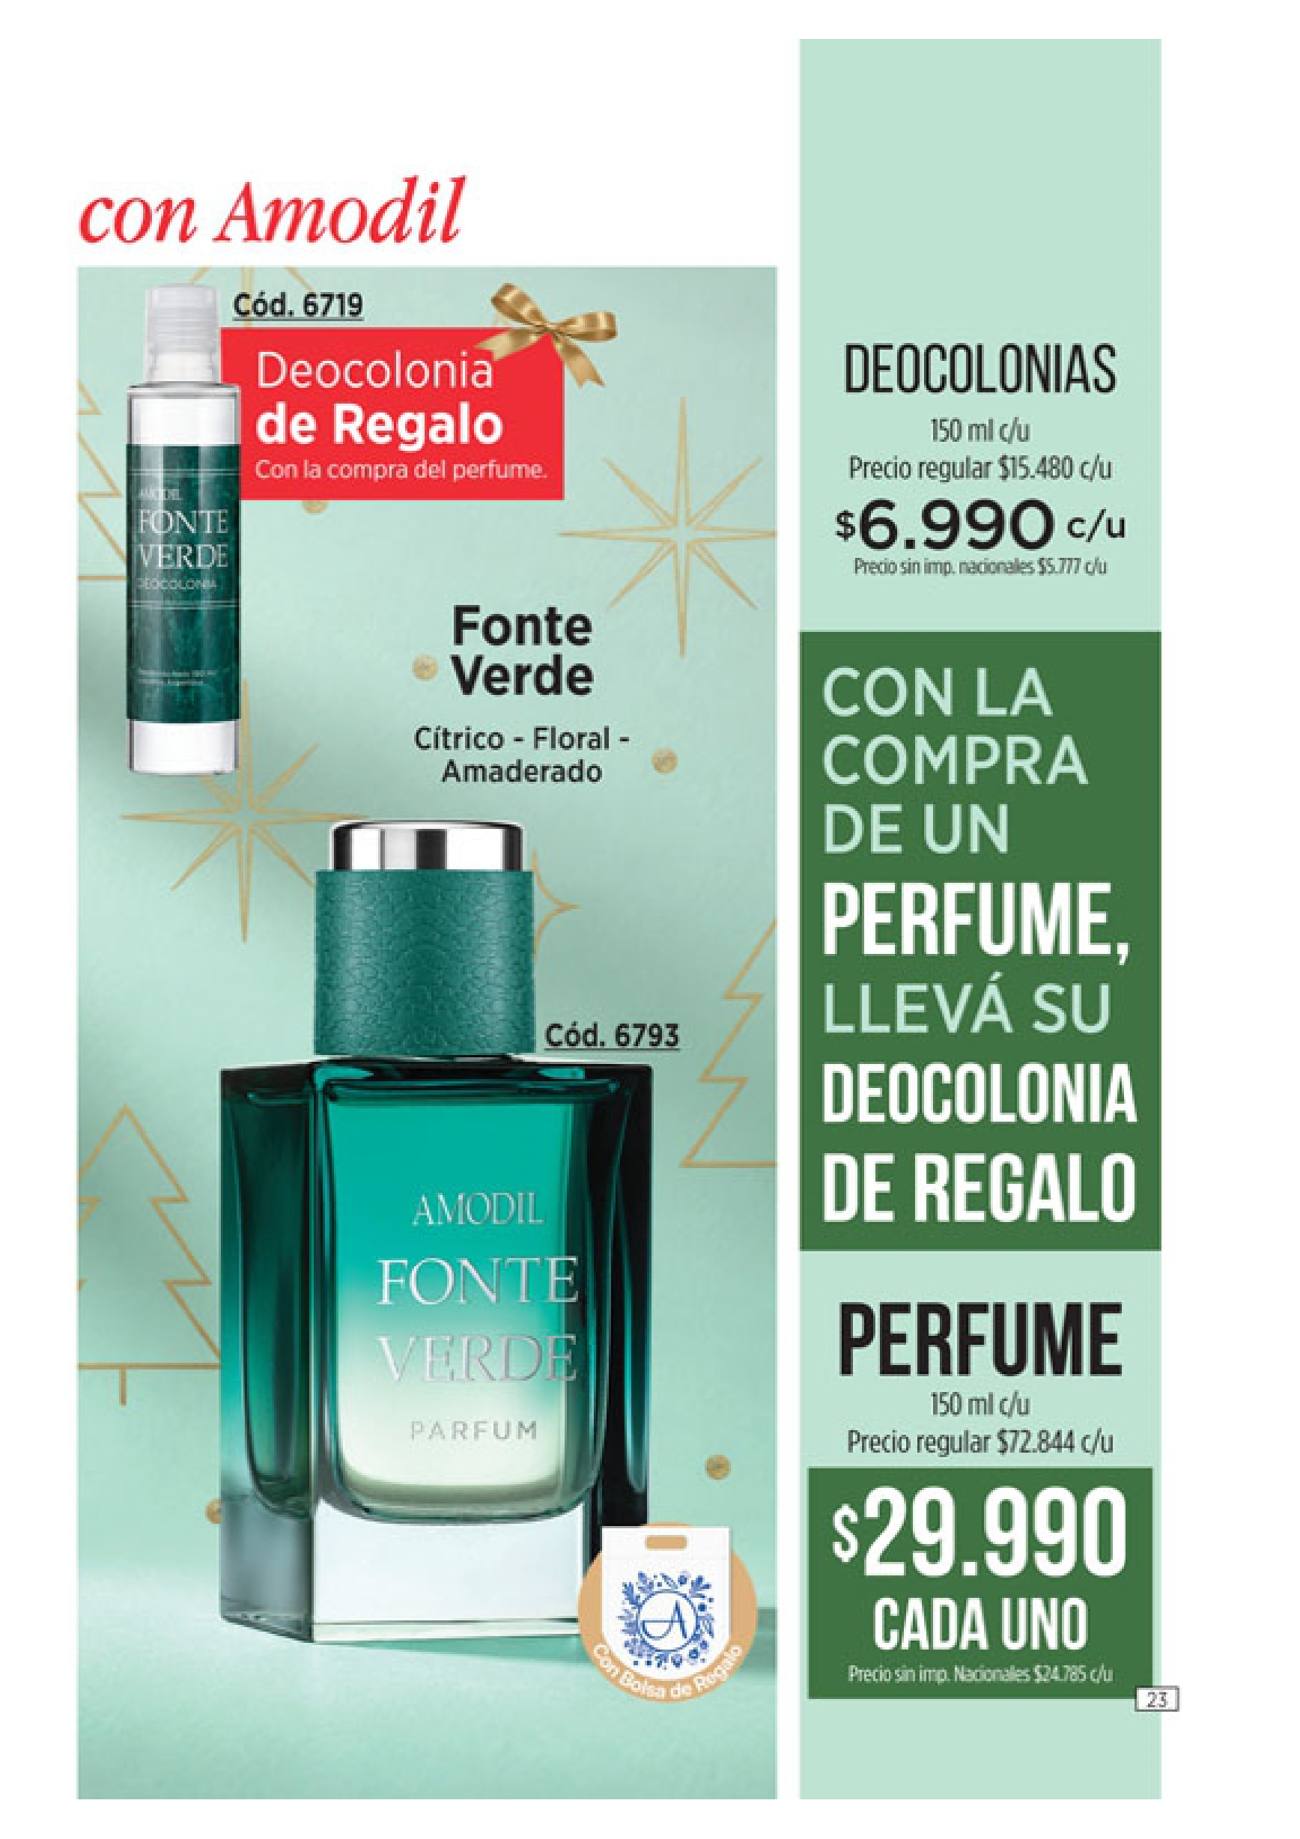 con Amodil
Cód. 6719
Deocolonia
de Regalo
Con la compra del perfume.
AMODIL
FONTE
VERDE
DEOCOLONIA
Fonte
Verde
Cítrico - Floral -
Amaderado
Cód. 6793
AMODIL
FONTE
VERDE
PARFUM
A
Con Bolsa de Regalo
DEOCOLONIAS
150 ml c/u
Precio regular $15.480 c/u
$6.990 c/u
Precio sin imp. nacionales $5.777 c/u
CON LA
COMPRA
DE UN
PERFUME,
LLEVÁ SU
DEOCOLONIA
DE REGALO
PERFUME
150 ml c/u
Precio regular $72.844 c/u
$29.990
CADA UNO
Precio sin imp. Nacionales $24.785 c/u
23